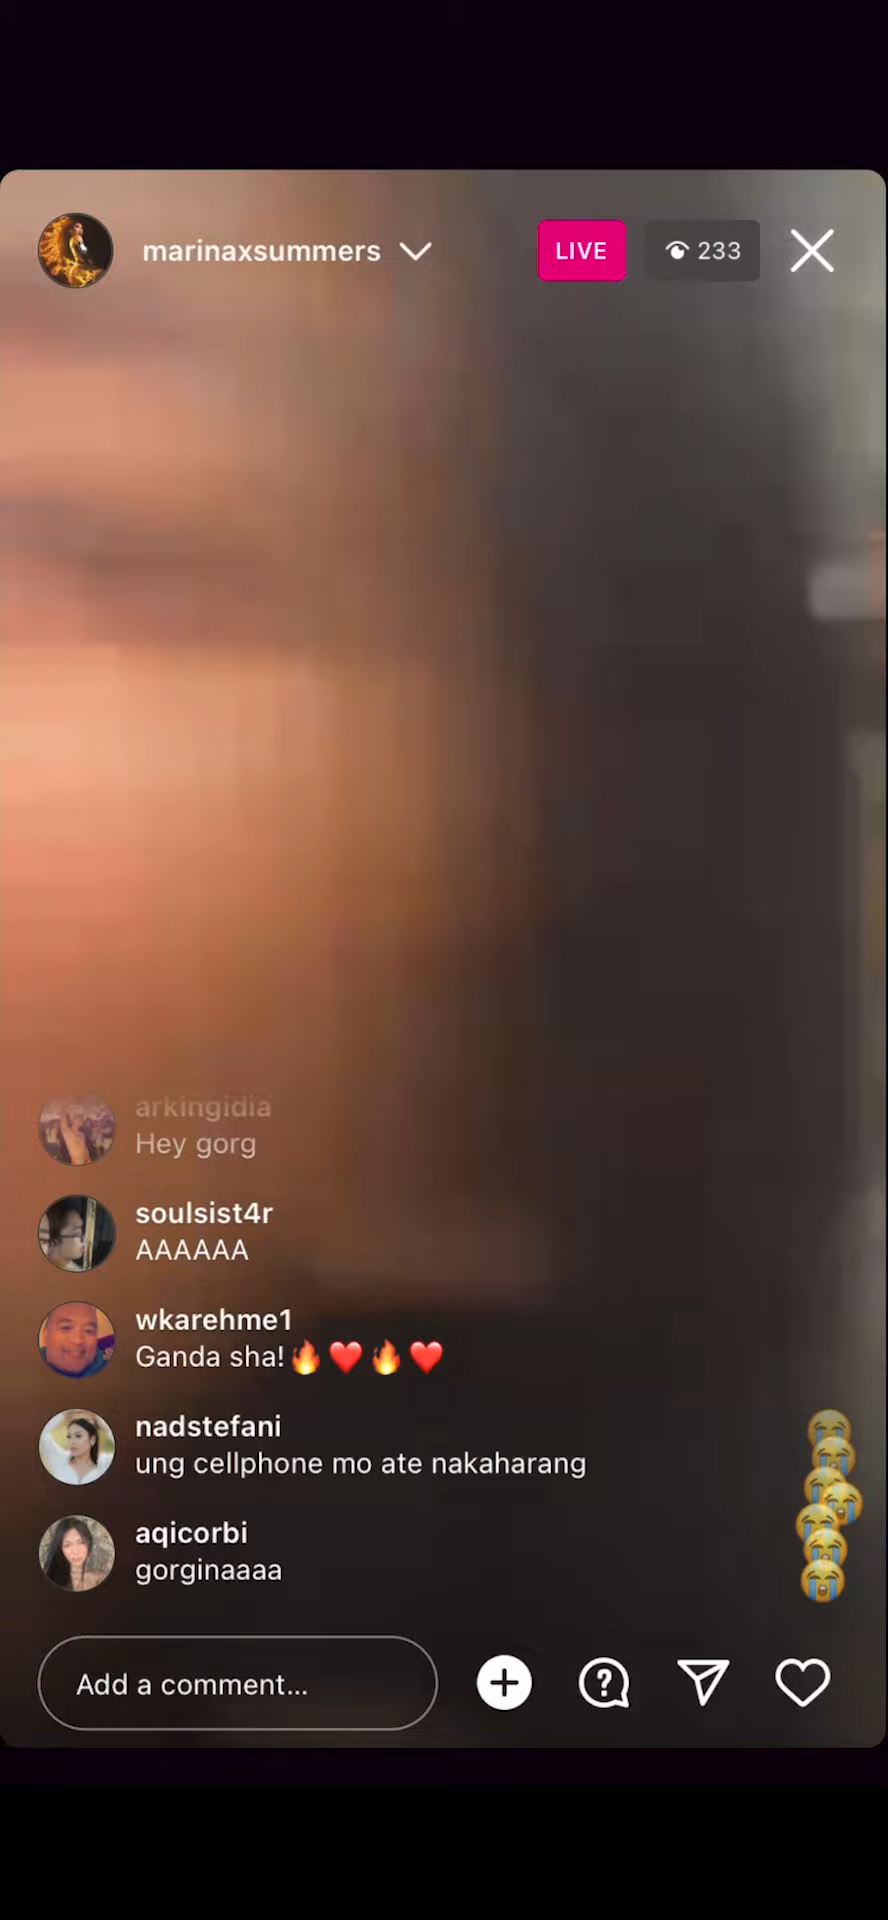 marinaxsummers
LIVE
233
arkingidia
Hey gorg
soulsist4r
AAAAAA
wkarehme1
Ganda sha!🔥❤️🔥❤️
nadstefani
ung cellphone mo ate nakaharang
aqicorbi
gorginaaaa
Add a comment...